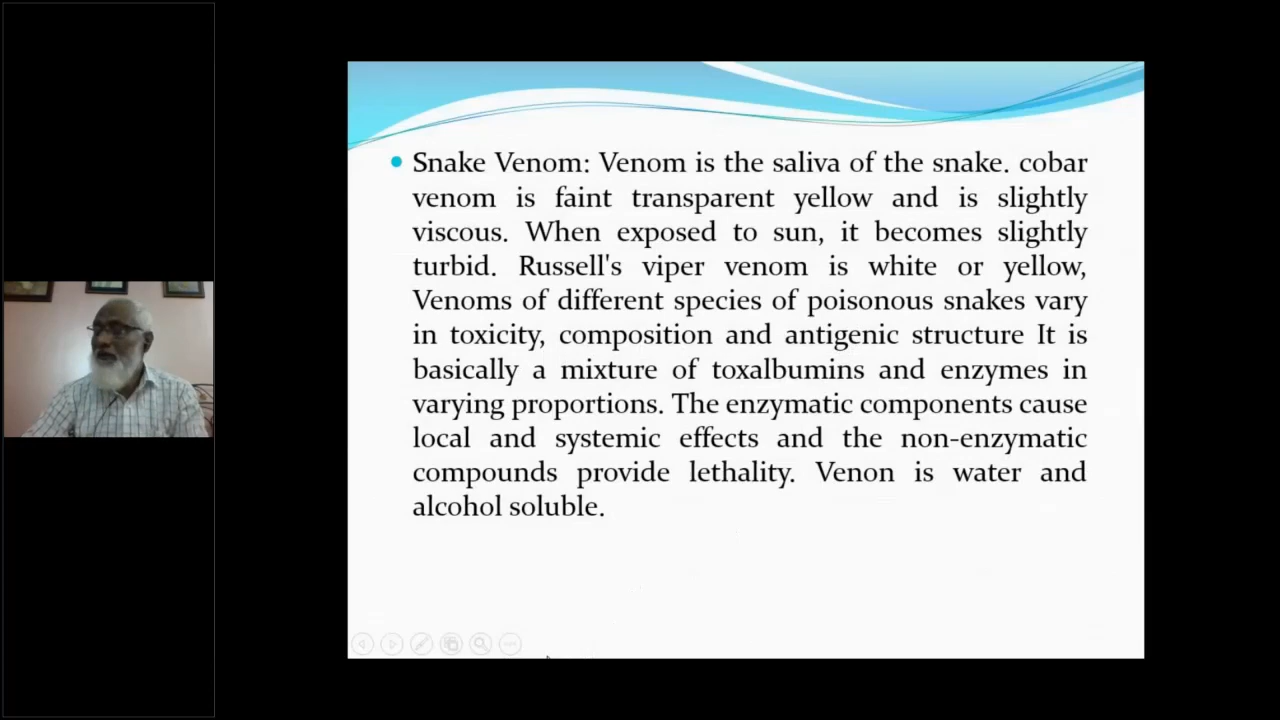 Snake Venom: Venom is the saliva of the snake. cobar
venom is faint transparent yellow and is slightly
viscous. When exposed to sun, it becomes slightly
turbid. Russell's viper venom is white or yellow,
Venoms of different species of poisonous snakes vary
in toxicity, composition and antigenic structure It is
basically a mixture of toxalbumins and enzymes in
varying proportions. The enzymatic components cause
local and systemic effects and the non-enzymatic
compounds provide lethality. Venon is water and
alcohol soluble.